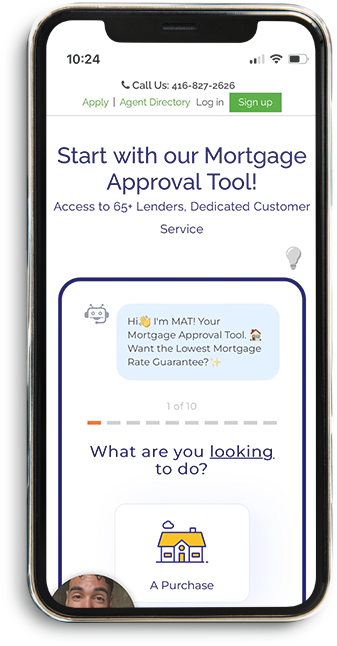 10:24
Call Us: 416-827-2626
Apply | Agent Directory Log in Sign up
Start with our Mortgage
Approval Tool!
Access to 65+ Lenders, Dedicated Customer
Service
Hi👋 I'm MAT! Your
Mortgage Approval Tool. 🏠
Want the Lowest Mortgage
Rate Guarantee?✨
1 of 10
What are you looking
to do?
A Purchase